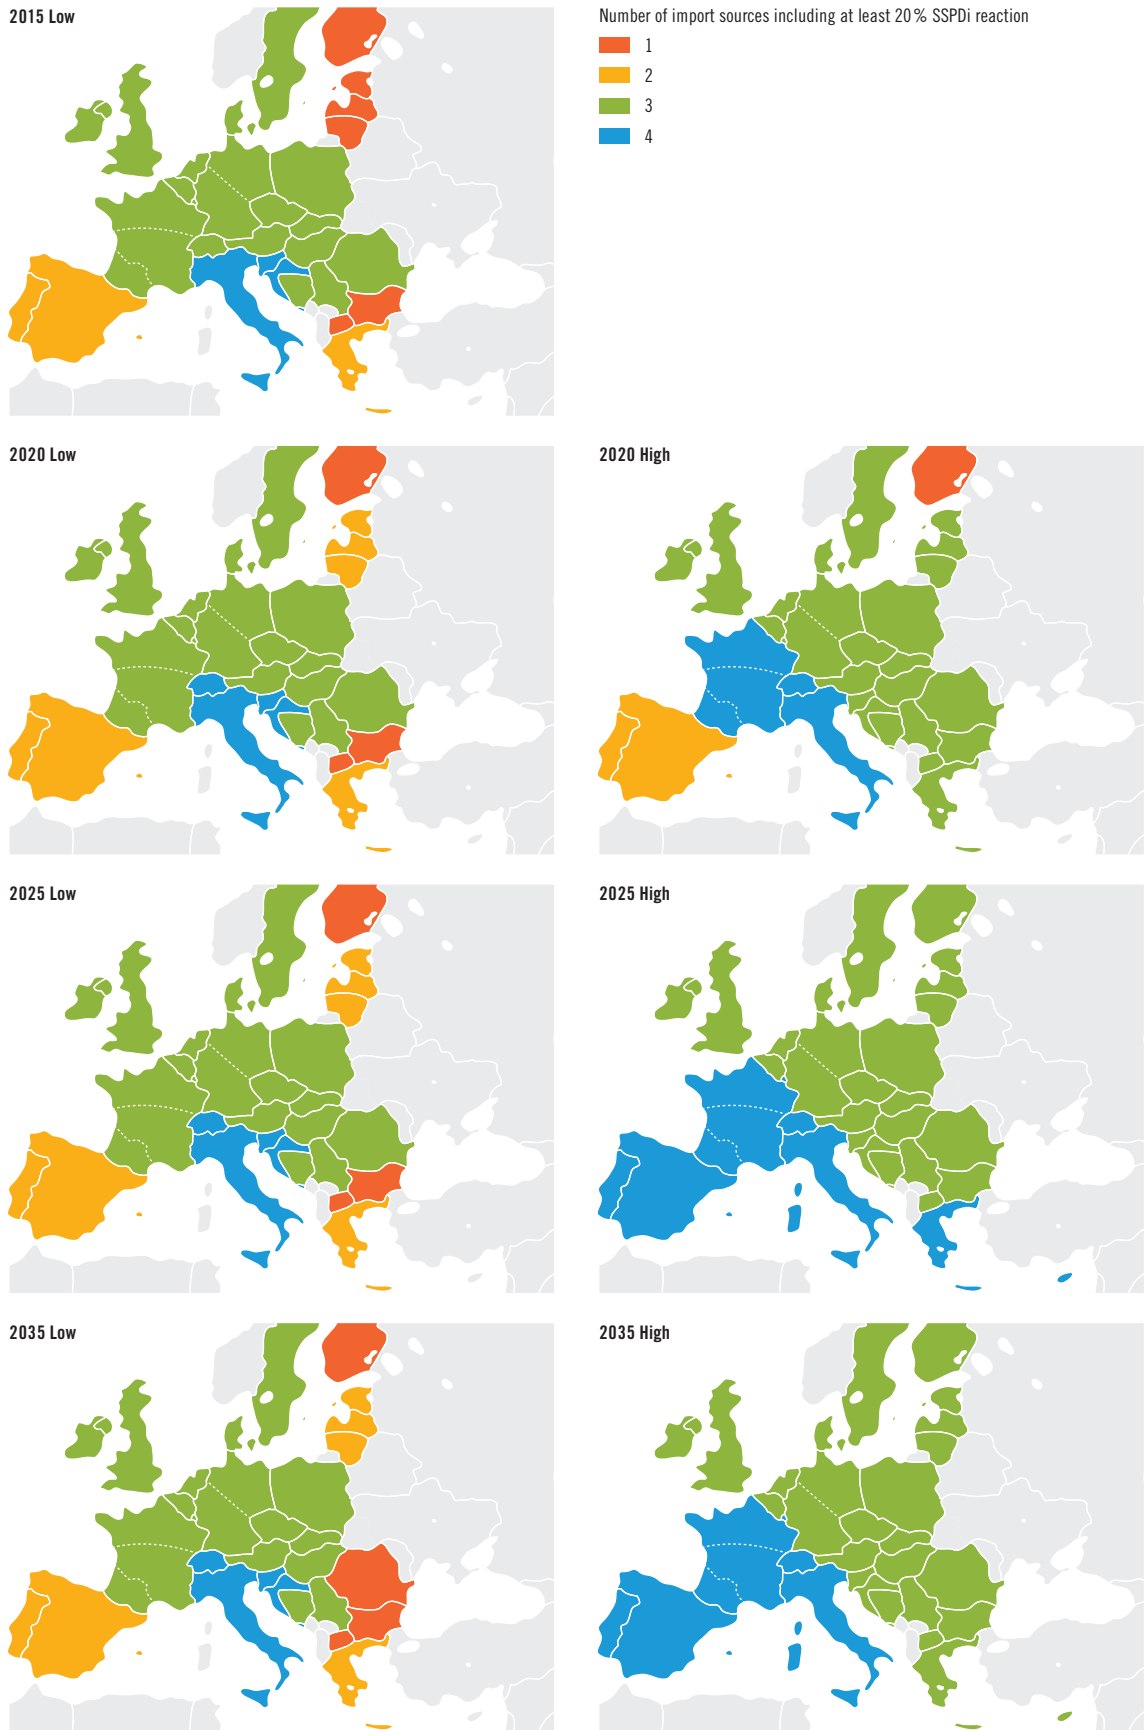 2015 Low
Number of import sources including at least 20 % SSPDi reaction
1
2
3
4
2020 Low
2020 High
2025 Low
2025 High
2035 Low
2035 High